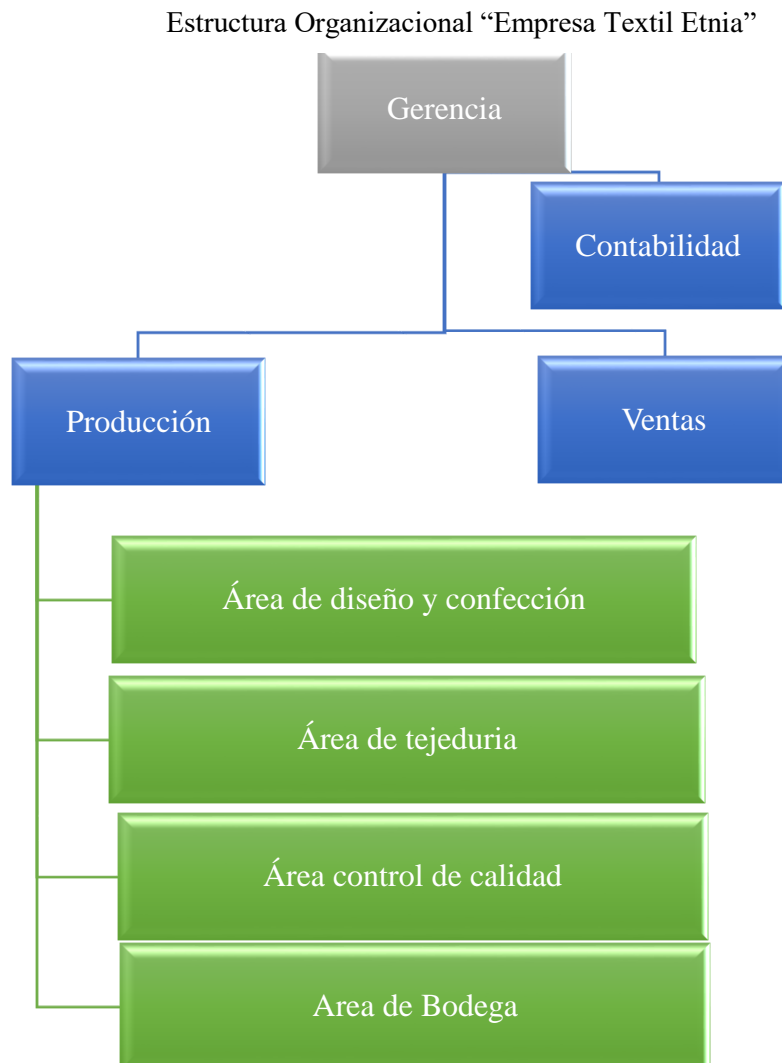 Estructura Organizacional “Empresa Textil Etnia”
Gerencia
Contabilidad
Producción
Ventas
Área de diseño y confección
Área de tejeduria
Área control de calidad
Area de Bodega